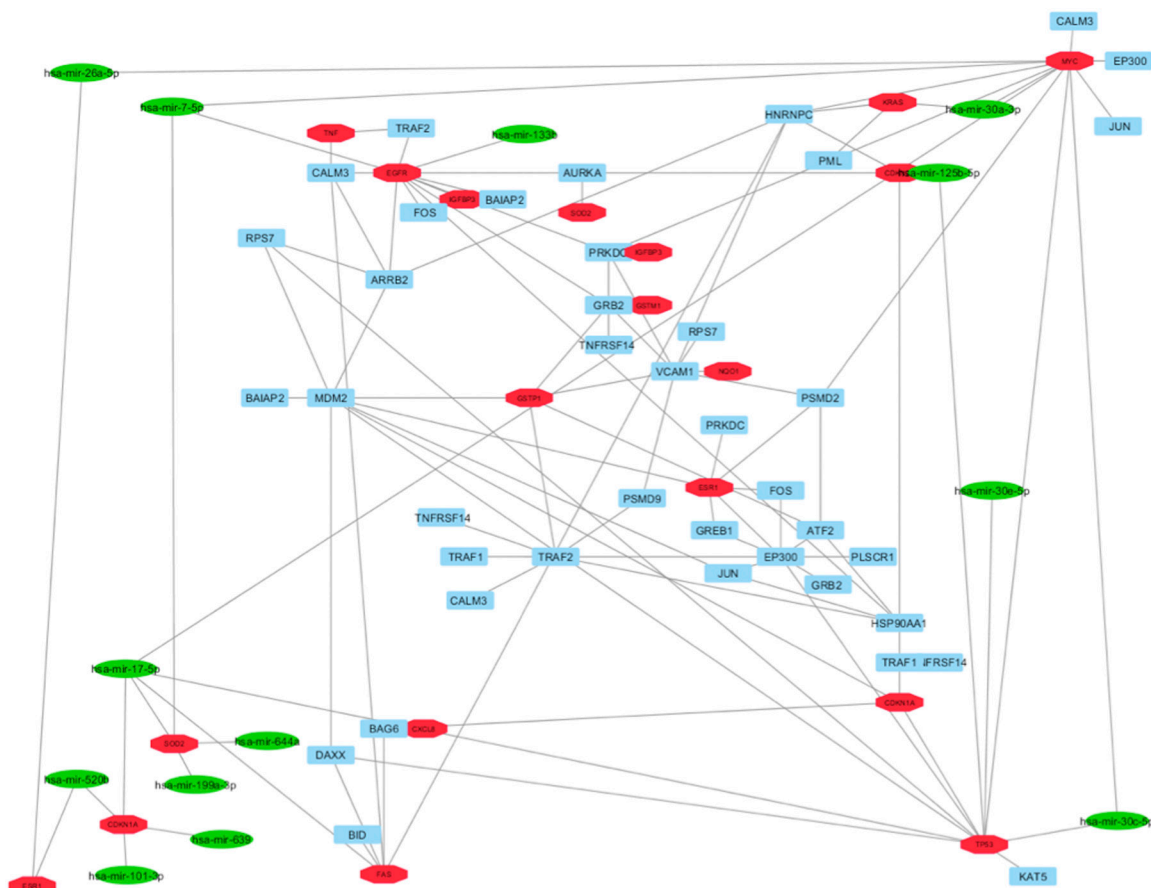 CALM3
MYC
EP300
hsa-mir-26a-5p
hsa-mir-7-5p
KRAS
hsa-mir-30a-3p
HNRNPC
JUN
TNF
TRAF2
hsa-mir-133b
PML
CALM3
EGFR
AURKA
hsa-mir-125b-5p
BAIAP2
FOS
SOD2
RPS7
PRKDC
IGFBP3
ARRB2
GRB2
GSTM1
RPS7
TNFRSF14
VCAM1
NQO1
BAIAP2
MDM2
GSTP1
PSMD2
PRKDC
ESR1
FOS
hsa-mir-30e-5p
PSMD9
TNFRSF14
GREB1
ATF2
TRAF1
TRAF2
EP300
PLSCR1
JUN
GRB2
CALM3
HSP90AA1
hsa-mir-17-5p
TRAF1
CDKN1A
BAG6
SOD2
hsa-mir-644a
DAXX
hsa-mir-520b
hsa-mir-199a-3p
hsa-mir-30c-5p
CDKN1A
hsa-mir-639
BID
TP53
hsa-mir-101-3p
FAS
KAT5